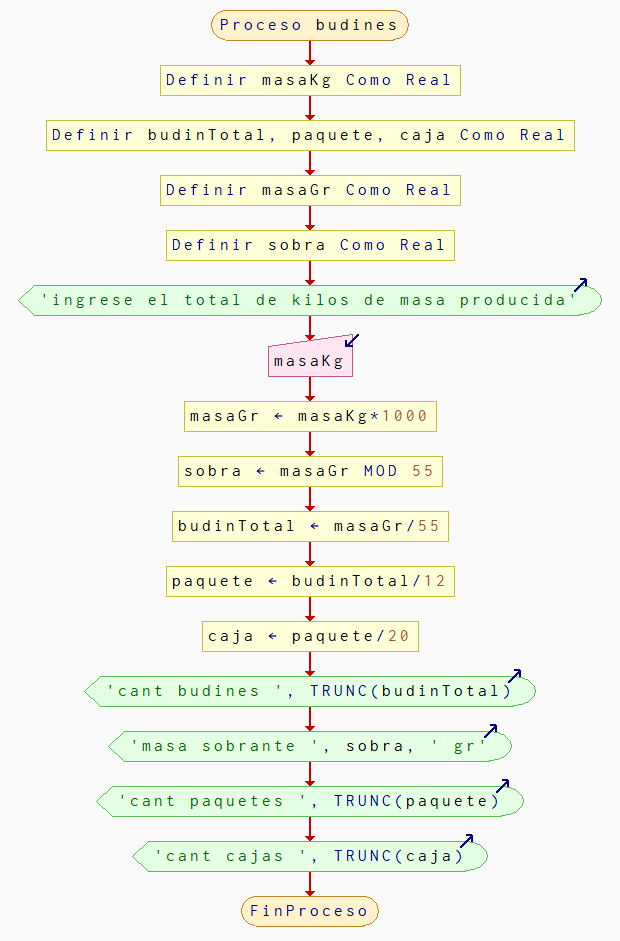 Proceso budines
Definir masaKg Como Real
Definir budinTotal, paquete, caja Como Real
Definir masaGr Como Real
Definir sobra Como Real
'ingrese el total de kilos de masa producida'
masaKg
masaGr ← masaKg*1000
sobra ← masaGr MOD 55
budinTotal ← masaGr/55
paquete ← budinTotal/12
caja ← paquete/20
'cant budines ', TRUNC(budinTotal)
'masa sobrante ', sobra, ' gr'
'cant paquetes ', TRUNC(paquete)
'cant cajas ', TRUNC(caja)
FinProceso